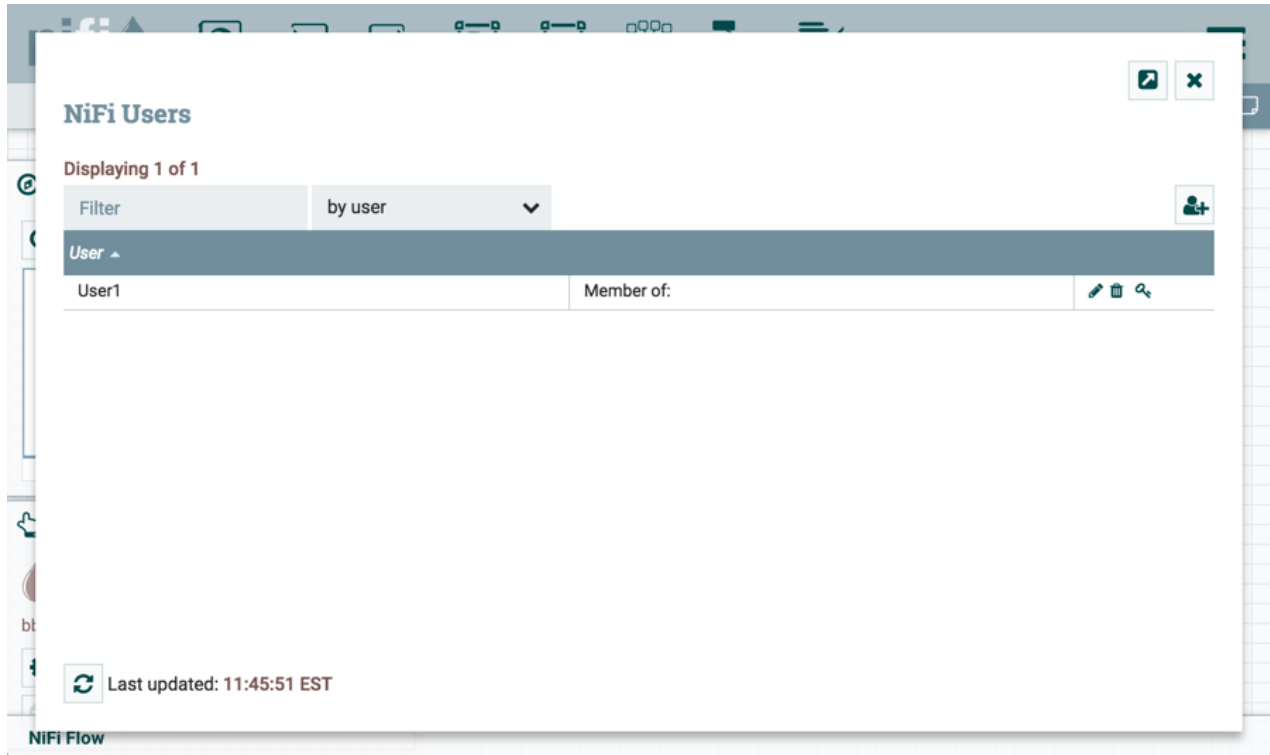 nifi
NiFi Users
Displaying 1 of 1
Filter by user
User
User1 Member of:
Last updated: 11:45:51 EST
NiFi Flow